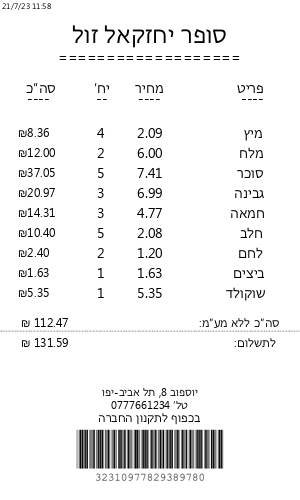 21/7/23 11:58
סופר יחזקאל זול
===================
פריט מחיר יח' סה"כ
---- ---- -- ----
מיץ 2.09 4 ₪8.36
מלח 6.00 2 ₪12.00
סוכר 7.41 5 ₪37.05
גבינה 6.99 3 ₪20.97
חמאה 4.77 3 ₪14.31
חלב 2.08 5 ₪10.40
לחם 1.20 2 ₪2.40
ביצים 1.63 1 ₪1.63
שוקולד 5.35 1 ₪5.35
סה"כ ללא מע"מ: 112.47 ₪
לתשלום: 131.59 ₪
יוספוב 8, תל אביב-יפו
טל' 0777661234
בכפוף לתקנון החברה
32310977829389780